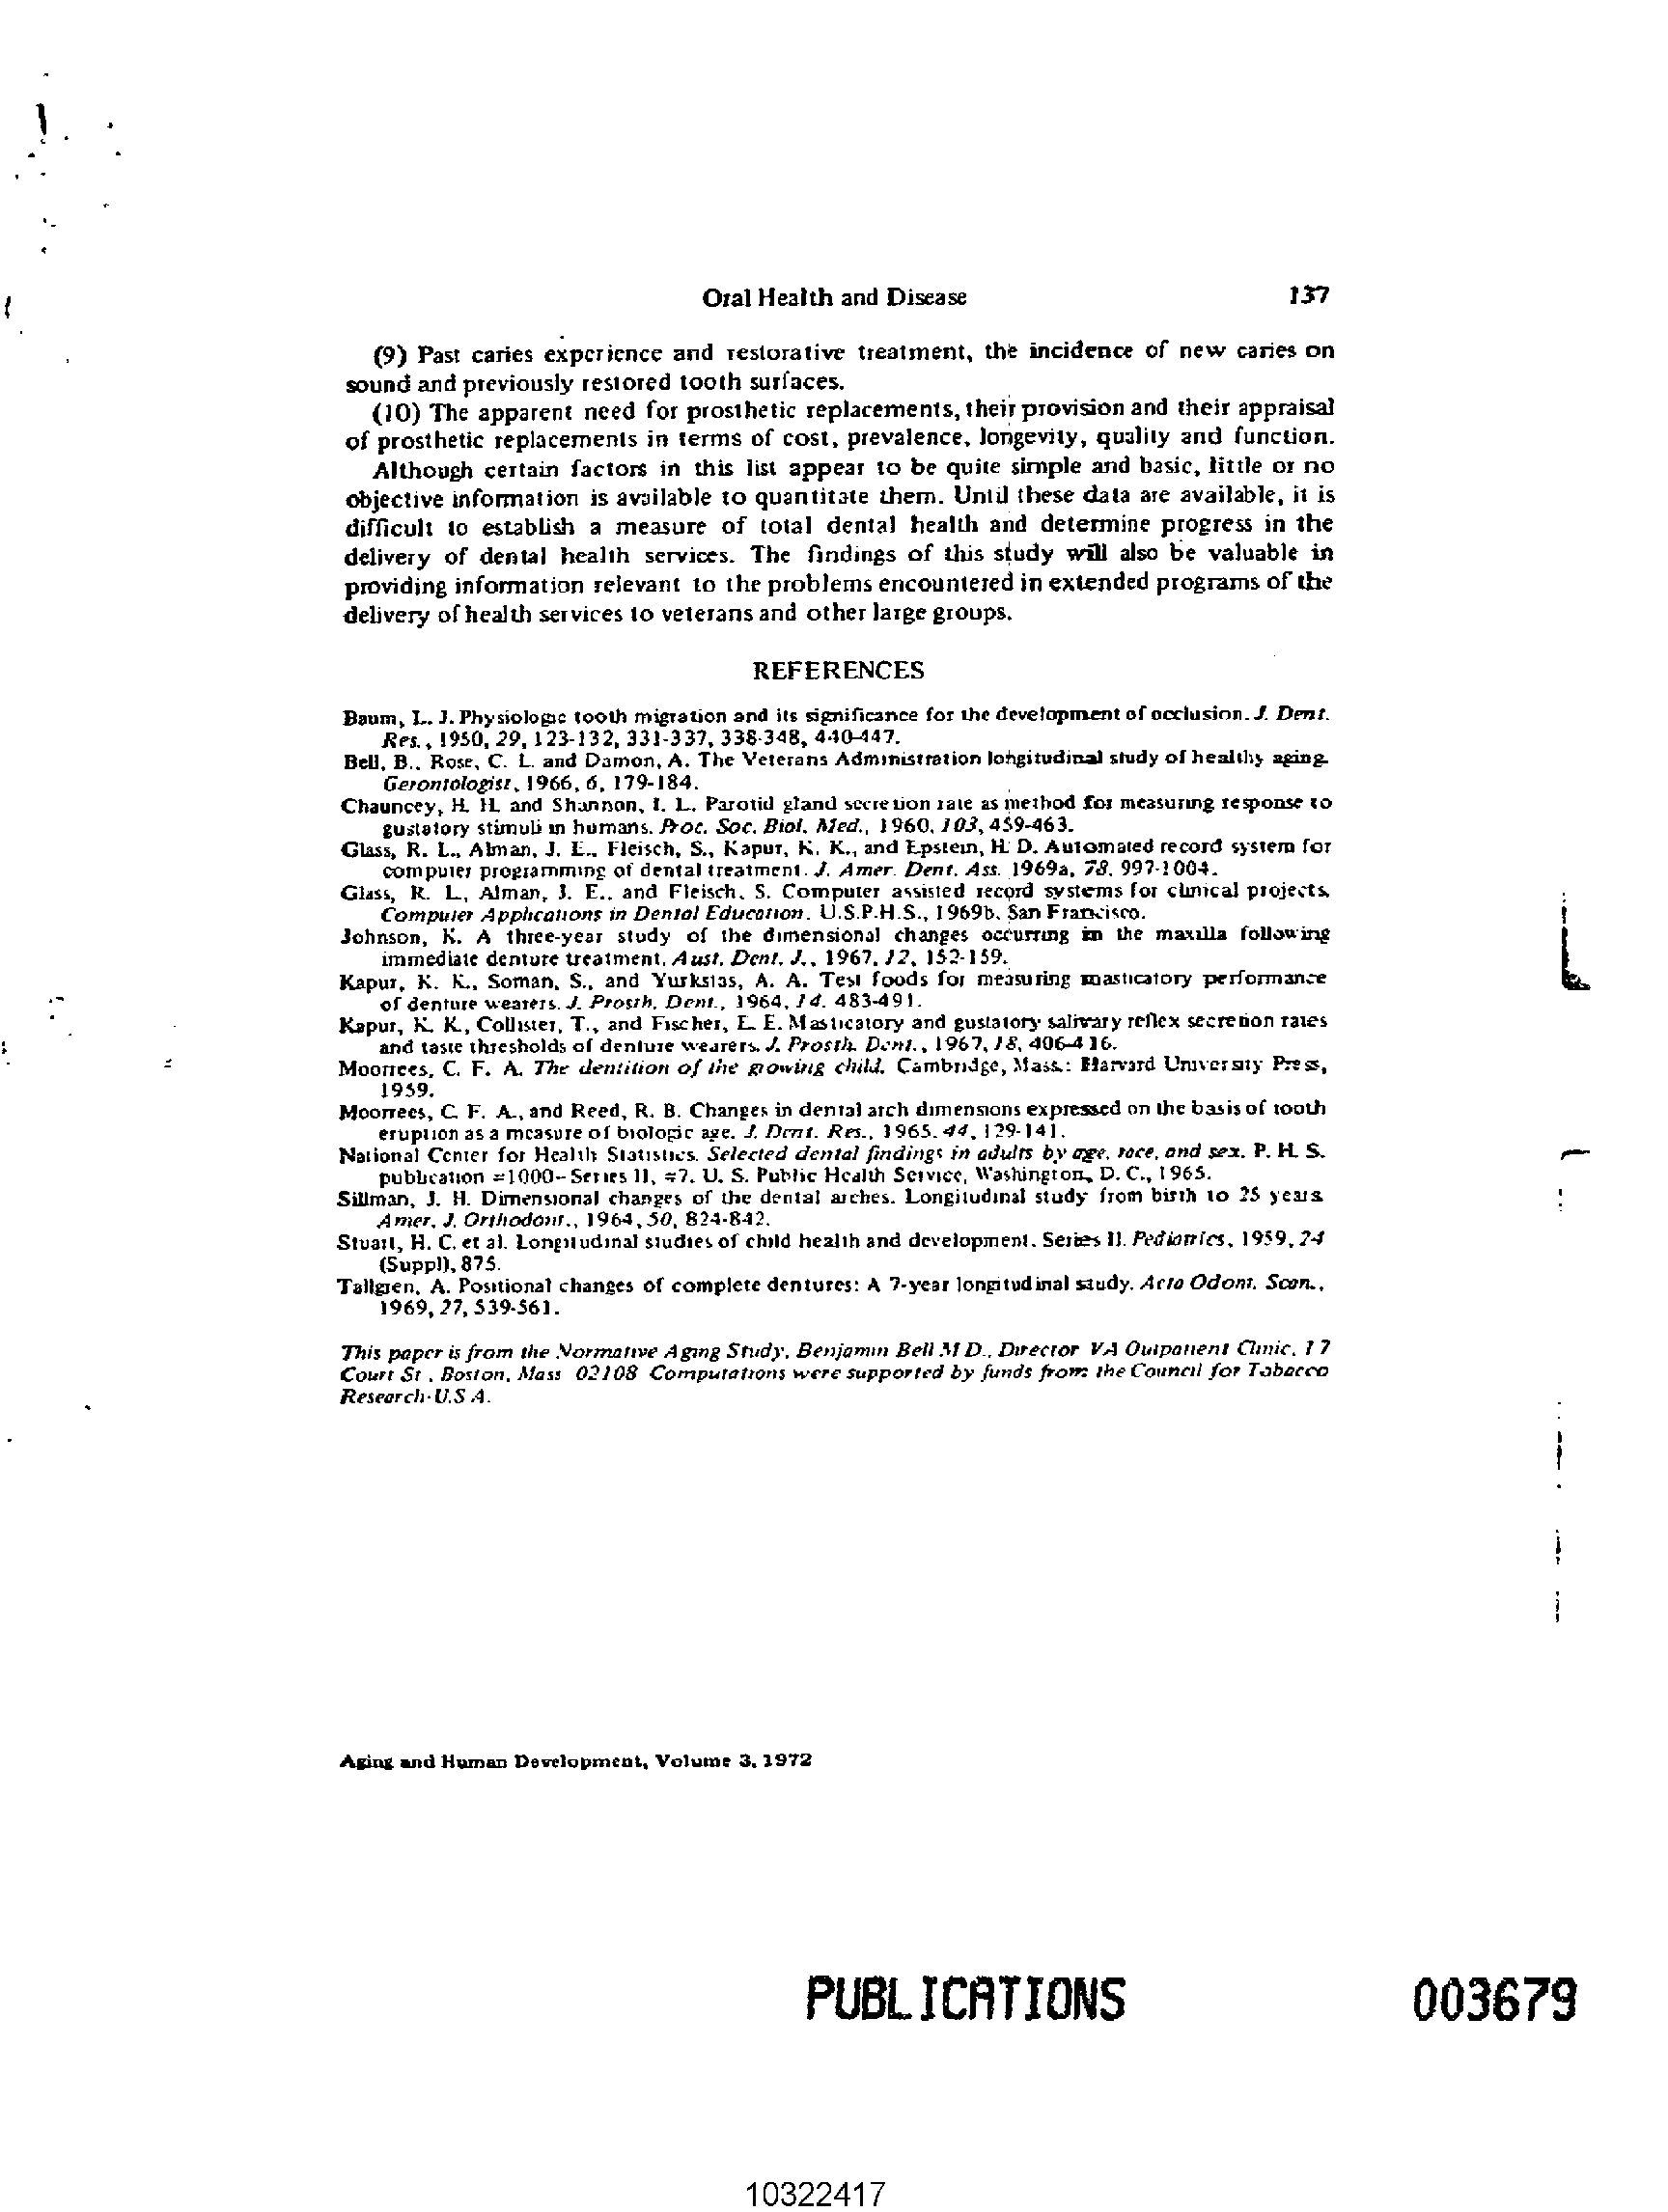 Oral Health and Disease 137
(9) Past caries experience and restorative treatment, the incidence of new caries on
sound and previously restored tooth surfaces.
(10) The apparent need for prosthetic replacements, their provision and their appraisal
of prosthetic replacements in terms of cost, prevalence, longevity, quality and function.
Although certain factors in this list appear to be quite simple and basic, little or no
objective information is available to quantitate them. Until these data are available, it is
difficult to establish a measure of total dental health and determine progress in the
delivery of dental health services. The findings of this study will also be valuable in
providing information relevant to the problems encountered in extended programs of the
delivery of health services to veterans and other large groups.
REFERENCES
Baum, L. J. Physiologic tooth migration and its significance for the development of occlusion. J. Dent.
Res., 1950, 29, 123-132, 331-337, 338-348, 440-447.
Bell, B., Rose, C. L. and Damon, A. The Veterans Administration longitudinal study of healthy aging.
Gerontologist, 1966, 6, 179-184.
Chauncey, H. H. and Shannon, I. L. Parotid gland secretion rate as method for measuring response to
gustatory stimuli in humans. Proc. Soc. Biol. Med., 1960, 103, 459-463.
Glass, R. L., Alman, J. E., Fleisch, S., Kapur, K. K., and Epstein, H. D. Automated record system for
computer programming of dental treatment. J. Amer. Dent. Ass. 1969a, 78, 997-1004.
Glass, R. L., Alman, J. E., and Fleisch, S. Computer assisted record systems for clinical projects.
Computer Applications in Dental Education. U.S.P.H.S., 1969b, San Francisco.
Johnson, K. A three-year study of the dimensional changes occurring in the maxilla following
immediate denture treatment. Aust. Dent. J., 1967, 12, 152-159.
Kapur, K. K., Soman, S., and Yurkstas, A. A. Test foods for measuring masticatory performance
of denture wearers. J. Prosth. Dent., 1964, 14, 483-491.
Kapur, K. K., Collister, T., and Fischer, E. E. Masticatory and gustatory salivary reflex secretion rates
and taste thresholds of denture wearers. J. Prosth. Dent., 1967, 18, 406-416.
Moorrees, C. F. A. The dentition of the growing child. Cambridge, Mass.: Harvard University Press,
1959.
Moorrees, C. F. A., and Reed, R. B. Changes in dental arch dimensions expressed on the basis of tooth
eruption as a measure of biologic age. J. Dent. Res., 1965, 44, 129-141.
National Center for Health Statistics. Selected dental findings in adults by age, race, and sex. P. H. S.
publication #1000--Series 11, #7. U. S. Public Health Service, Washington, D. C., 1965.
Sillman, J. H. Dimensional changes of the dental arches. Longitudinal study from birth to 25 years.
Amer. J. Orthodont., 1964, 50, 824-842.
Stuart, H. C. et al. Longitudinal studies of child health and development. Series II. Pediatrics, 1959, 24
(Suppl), 875.
Tallgren, A. Positional changes of complete dentures: A 7-year longitudinal study. Acta Odont. Scan.,
1969, 27, 539-561.
This paper is from the Normative Aging Study, Benjamin Bell M D., Director VA Outpatient Clinic, 17
Court St , Boston, Mass 02108 Computations were supported by funds from the Council for Tobacco
Research-U.S A.
Aging and Human Development, Volume 3, 1972
PUBLICATIONS 003679
10322417